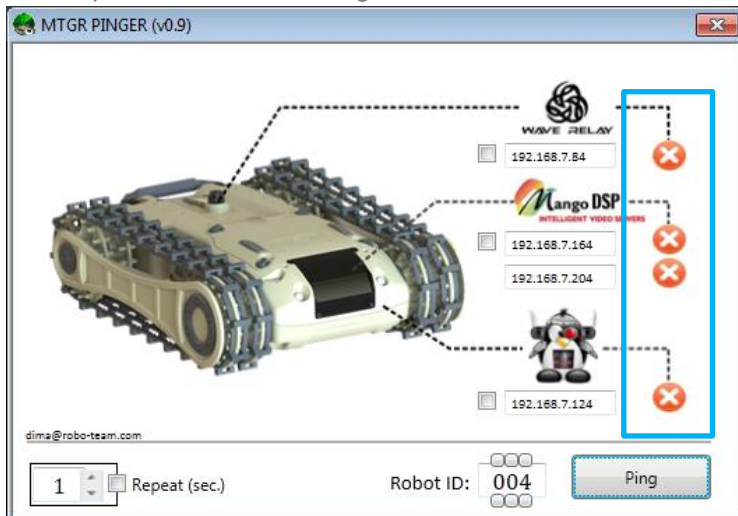 MTGR PINGER (v0.9)
WAVE RELAY
192.168.7.84
Mango DSP
INTELLIGENT VIDEO SERVERS
192.168.7.164
192.168.7.204
192.168.7.124
dima@robo-team.com
1 Repeat (sec.) Robot ID: 004 Ping